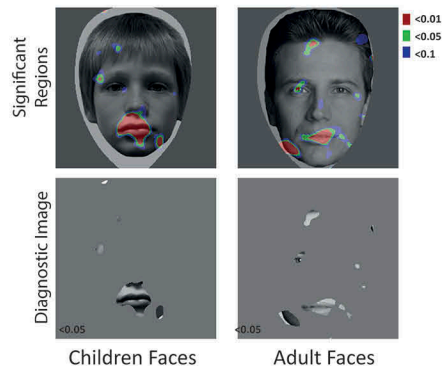 Significant
Regions
<0.01
<0.05
<0.1
Diagnostic Image
<0.05
<0.05
Children Faces
Adult Faces